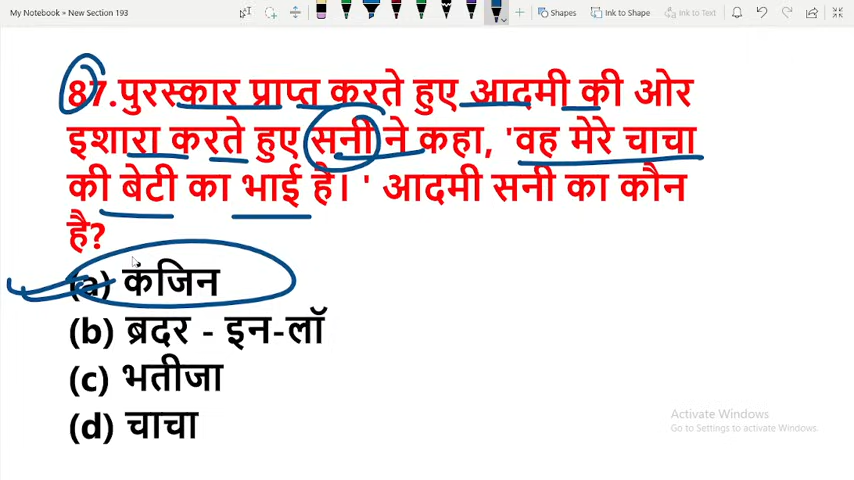 My Notebook » New Section 193
Shapes
Ink to Shape
Ink to Text
87.पुरस्कार प्राप्त करते हुए आदमी की ओर
इशारा करते हुए सनी ने कहा, 'वह मेरे चाचा
की बेटी का भाई है। ' आदमी सनी का कौन
है?
(a) कजिन
(b) ब्रदर - इन-लॉ
(c) भतीजा
(d) चाचा
Activate Windows
Go to Settings to activate Windows.